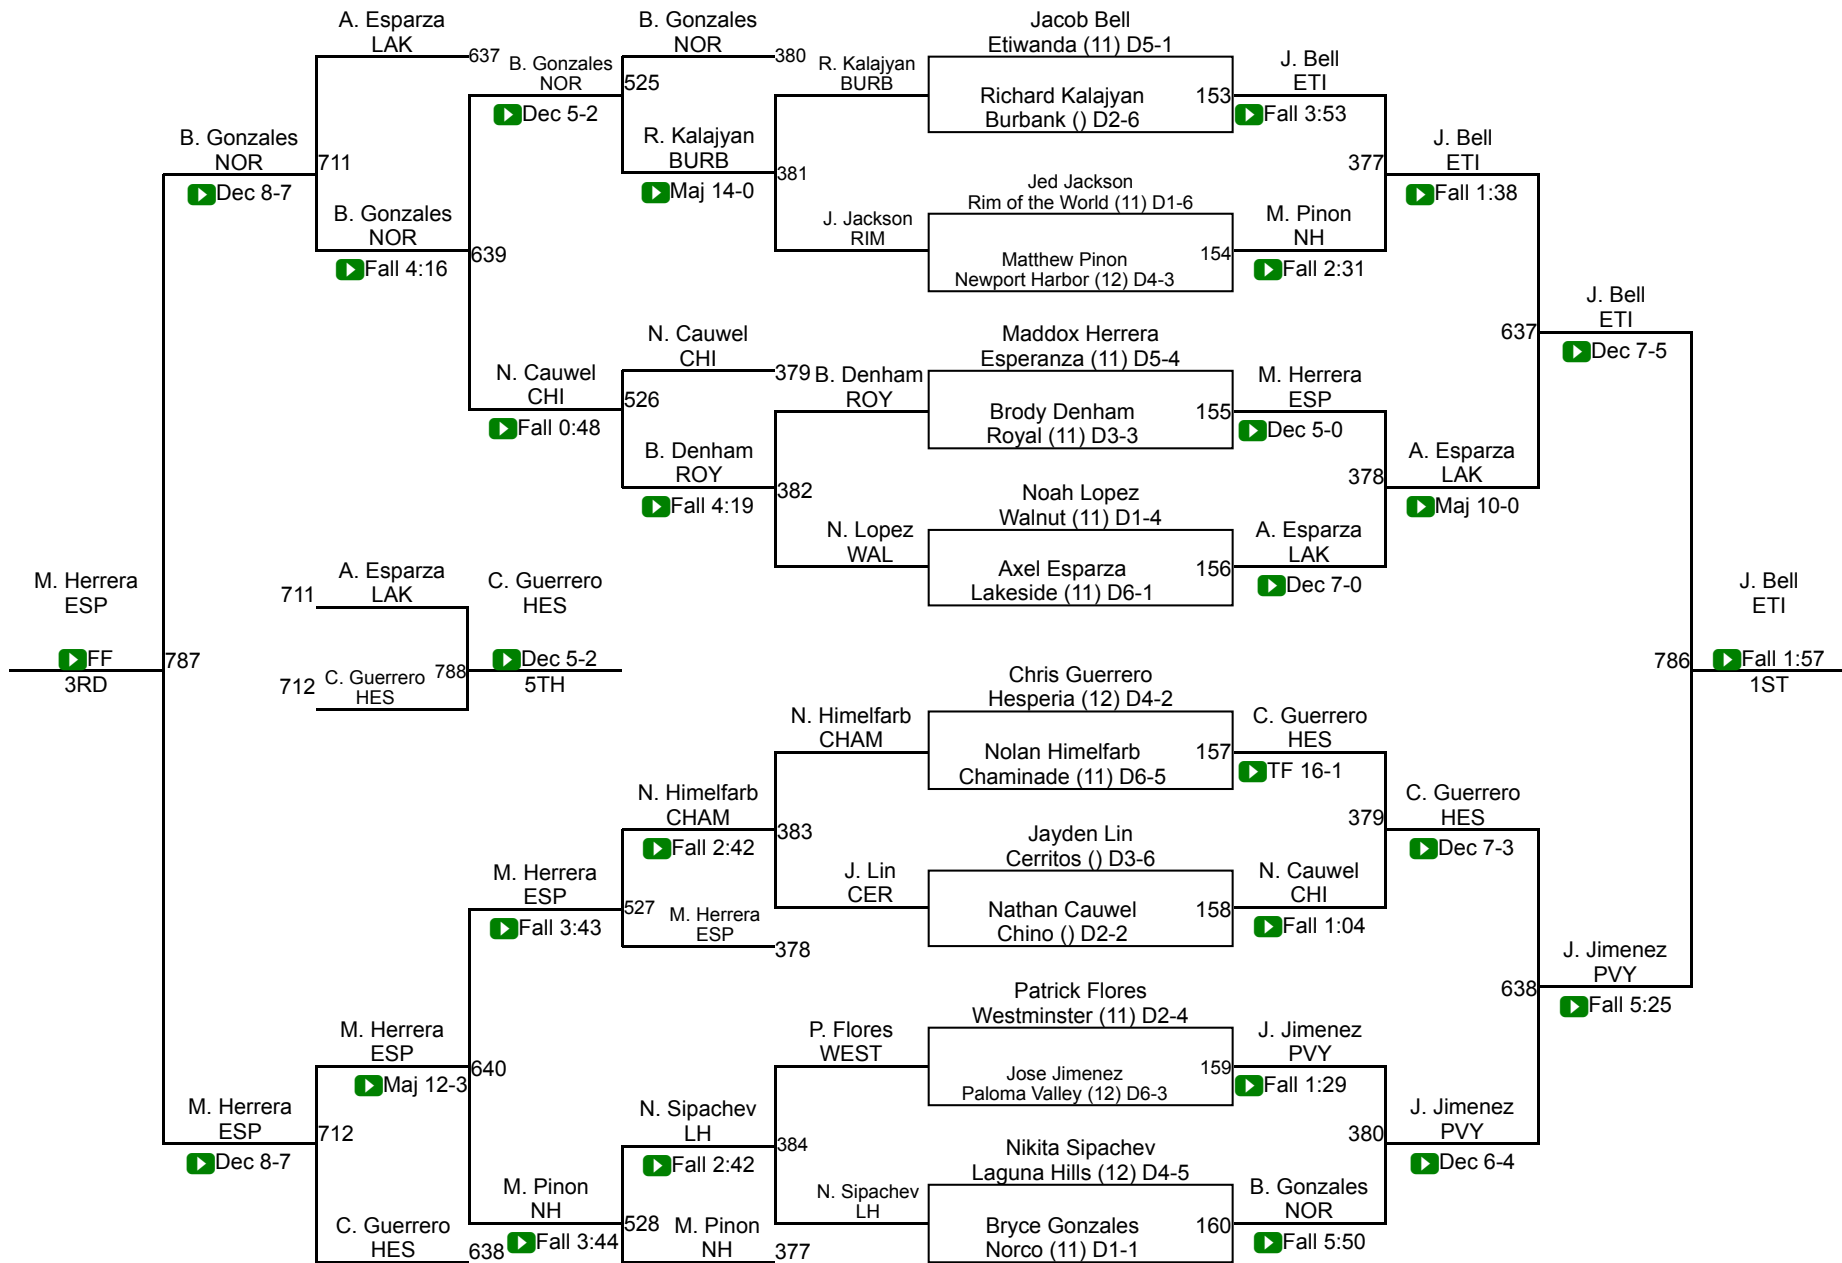 A. Esparza
LAK
637
B. Gonzales
NOR
Dec 5-2
B. Gonzales
NOR
380
525
R. Kalajyan
BURB
Maj 14-0
R. Kalajyan
BURB
381
J. Jackson
RIM
Jacob Bell
Etiwanda (11) D5-1
Richard Kalajyan
Burbank () D2-6
153
J. Bell
ETI
Fall 3:53
Jed Jackson
Rim of the World (11) D1-6
Matthew Pinon
Newport Harbor (12) D4-3
154
M. Pinon
NH
Fall 2:31
377
J. Bell
ETI
Fall 1:38
B. Gonzales
NOR
Dec 8-7
711
B. Gonzales
NOR
Fall 4:16
639
N. Cauwel
CHI
Fall 0:48
N. Cauwel
CHI
379
526
B. Denham
ROY
Fall 4:19
B. Denham
ROY
382
N. Lopez
WAL
Maddox Herrera
Esperanza (11) D5-4
Brody Denham
Royal (11) D3-3
155
M. Herrera
ESP
Dec 5-0
Noah Lopez
Walnut (11) D1-4
Axel Esparza
Lakeside (11) D6-1
156
A. Esparza
LAK
Dec 7-0
378
A. Esparza
LAK
Maj 10-0
637
J. Bell
ETI
Dec 7-5
M. Herrera
ESP
FF
3RD
787
711
A. Esparza
LAK
712
C. Guerrero
HES
788
C. Guerrero
HES
Dec 5-2
5TH
786
J. Bell
ETI
Fall 1:57
1ST
Chris Guerrero
Hesperia (12) D4-2
Nolan Himelfarb
Chaminade (11) D6-5
157
C. Guerrero
HES
TF 16-1
N. Himelfarb
CHAM
383
J. Lin
CER
N. Himelfarb
CHAM
Fall 2:42
Jayden Lin
Cerritos () D3-6
Nathan Cauwel
Chino () D2-2
158
N. Cauwel
CHI
Fall 1:04
379
C. Guerrero
HES
Dec 7-3
M. Herrera
ESP
Fall 3:43
527
M. Herrera
ESP
378
638
J. Jimenez
PVY
Fall 5:25
M. Herrera
ESP
Maj 12-3
640
M. Herrera
ESP
Dec 8-7
712
C. Guerrero
HES
638
M. Pinon
NH
Fall 3:44
N. Sipachev
LH
Fall 2:42
528
M. Pinon
NH
377
P. Flores
WEST
384
N. Sipachev
LH
Patrick Flores
Westminster (11) D2-4
Jose Jimenez
Paloma Valley (12) D6-3
159
J. Jimenez
PVY
Fall 1:29
Nikita Sipachev
Laguna Hills (12) D4-5
Bryce Gonzales
Norco (11) D1-1
160
B. Gonzales
NOR
Fall 5:50
380
J. Jimenez
PVY
Dec 6-4